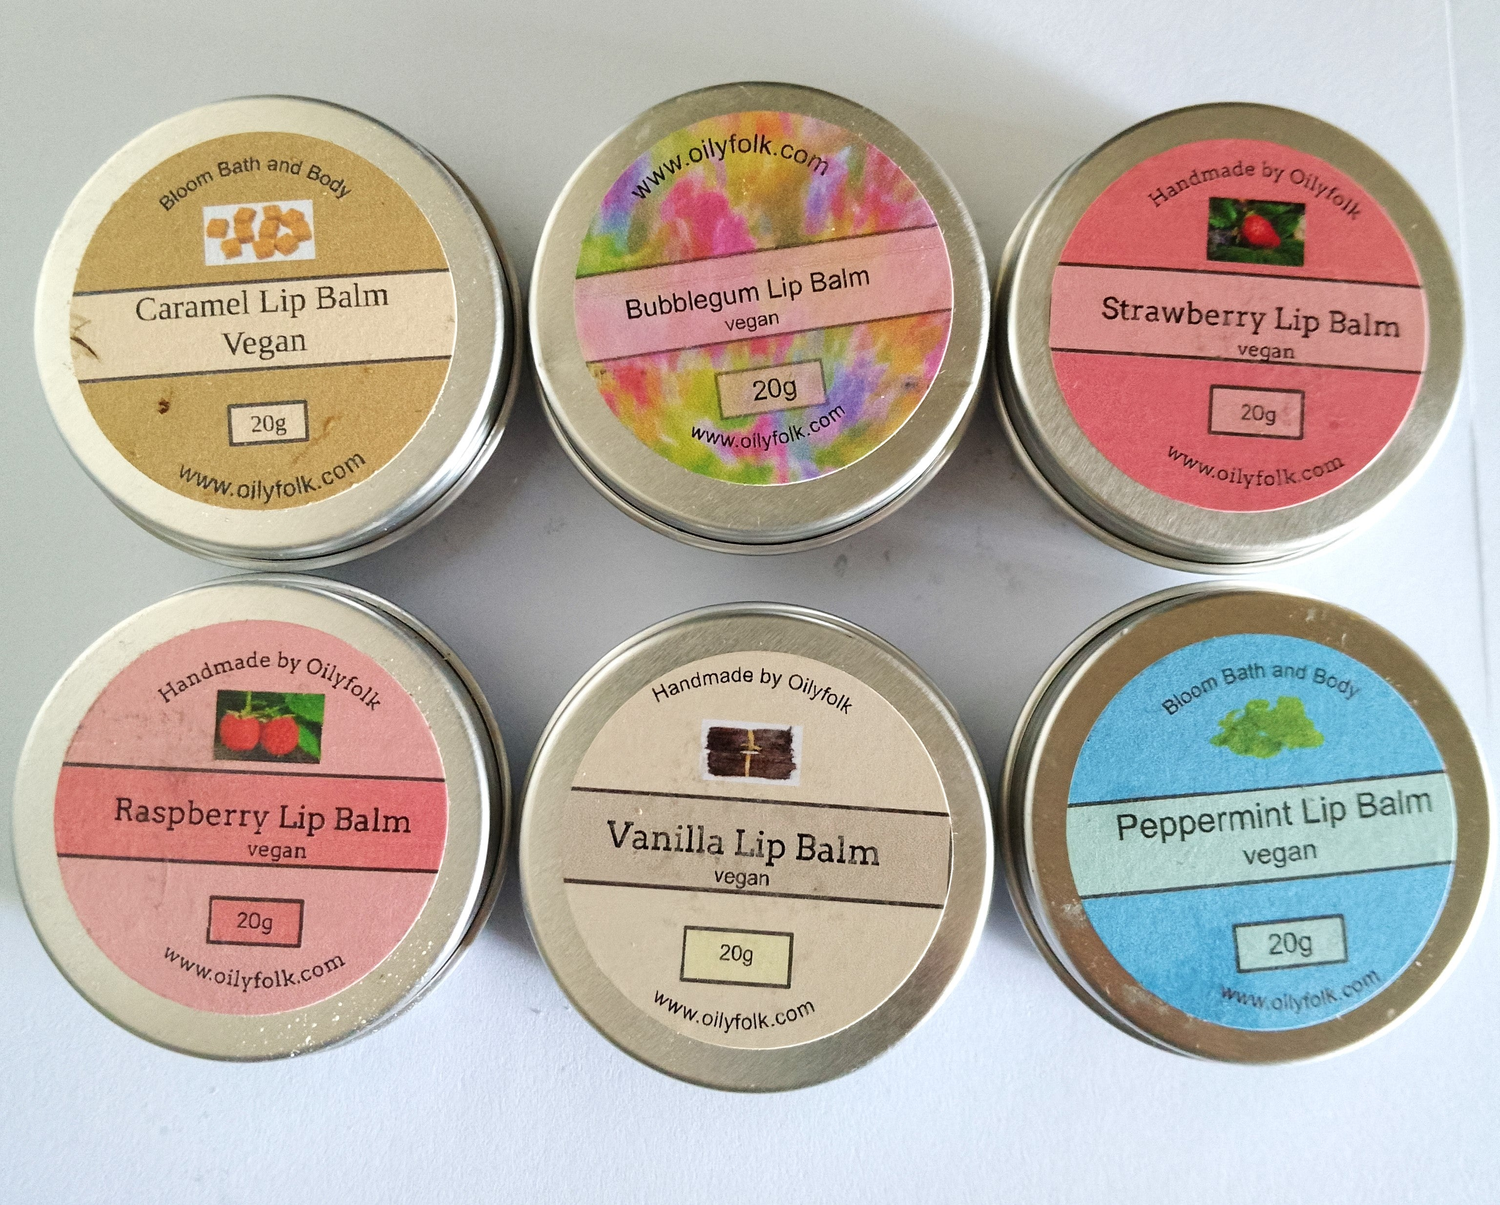 Bloom Bath and Body
Caramel Lip Balm
Vegan
20g
www.oilyfolk.com
www.oilyfolk.com
Bubblegum Lip Balm
vegan
20g
www.oilyfolk.com
Handmade by Oilyfolk
Strawberry Lip Balm
vegan
20g
www.oilyfolk.com
Handmade by Oilyfolk
Raspberry Lip Balm
vegan
20g
www.oilyfolk.com
Handmade by Oilyfolk
Vanilla Lip Balm
vegan
20g
www.oilyfolk.com
Bloom Bath and Body
Peppermint Lip Balm
vegan
20g
www.oilyfolk.com